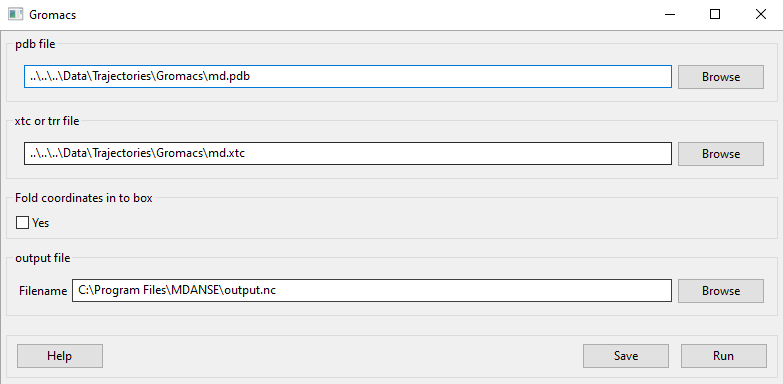 Gromacs
pdb file
..\..\..\Data\Trajectories\Gromacs\md.pdb
Browse
xtc or trr file
..\..\..\Data\Trajectories\Gromacs\md.xtc
Browse
Fold coordinates in to box
Yes
output file
Filename C:\Program Files\MDANSE\output.nc
Browse
Help Save Run